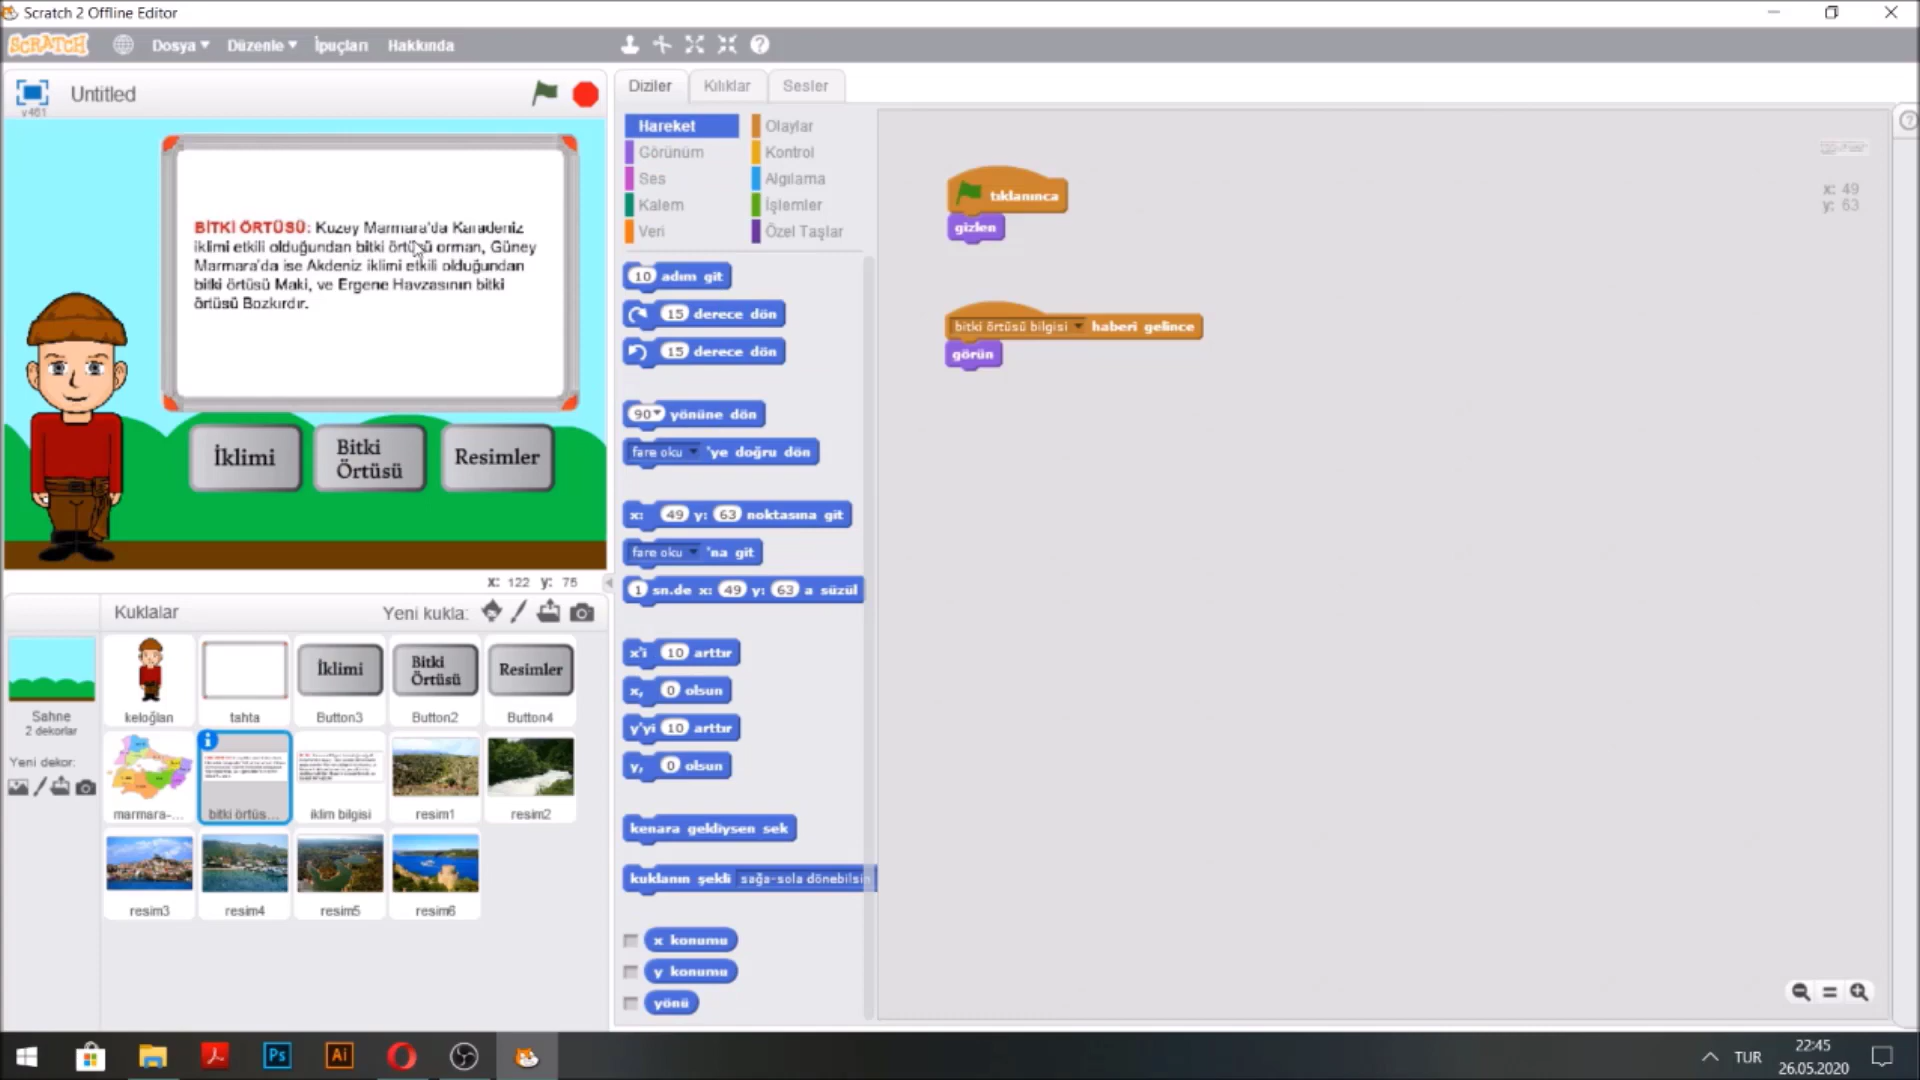 Scratch 2 Offline Editor
SCRATCH
Dosya
Düzenle
İpuçları
Hakkında
v461
Untitled
BİTKİ ÖRTÜSÜ: Kuzey Marmara'da Karadeniz
iklimi etkili olduğundan bitki örtüsü orman, Güney
Marmara'da ise Akdeniz iklimi etkili olduğundan
bitki örtüsü Maki, ve Ergene Havzasının bitki
örtüsü Bozkırdır.
İklimi
Bitki
Örtüsü
Resimler
x: 122 y: 75
Kuklalar
Yeni kukla:
Sahne
2 dekorlar
Yeni dekor:
keloğlan
tahta
İklimi
Button3
Bitki
Örtüsü
Button2
Resimler
Button4
marmara-...
bitki örtüs...
iklim bilgisi
resim1
resim2
resim3
resim4
resim5
resim6
Diziler
Kılıklar
Sesler
Hareket
Görünüm
Ses
Kalem
Veri
Olaylar
Kontrol
Algılama
İşlemler
Özel Taşlar
10 adım git
15 derece dön
15 derece dön
90 yönüne dön
fare oku 'ye doğru dön
x: 49 y: 63 noktasına git
fare oku 'na git
1 sn.de x: 49 y: 63 a süzül
x'i 10 arttır
x, 0 olsun
y'yi 10 arttır
y, 0 olsun
kenara geldiysen sek
kuklanın şekli sağa-sola dönebilsin
x konumu
y konumu
yönü
tıklanınca
gizlen
bitki örtüsü bilgisi haberi gelince
görün
x: 49
y: 63
Ps
Ai
TUR
22:45
26.05.2020